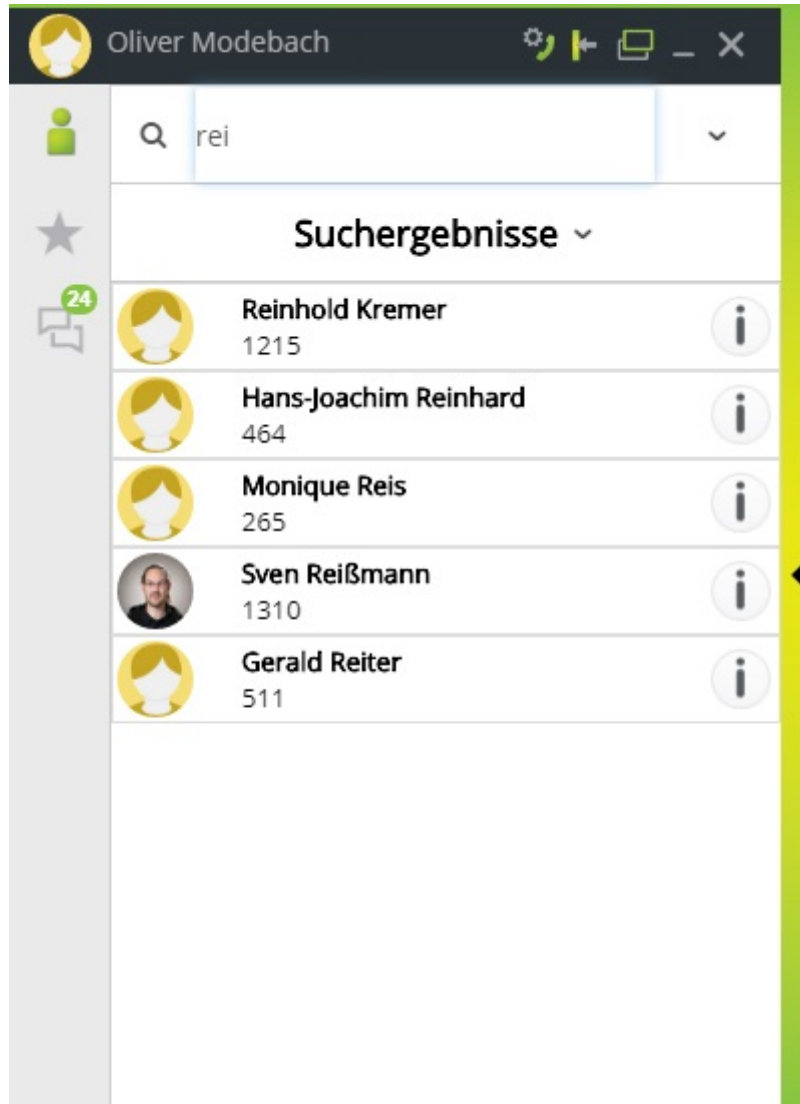 Oliver Modebach
rei
Suchergebnisse
24
Reinhold Kremer
1215
Hans-Joachim Reinhard
464
Monique Reis
265
Sven Reißmann
1310
Gerald Reiter
511